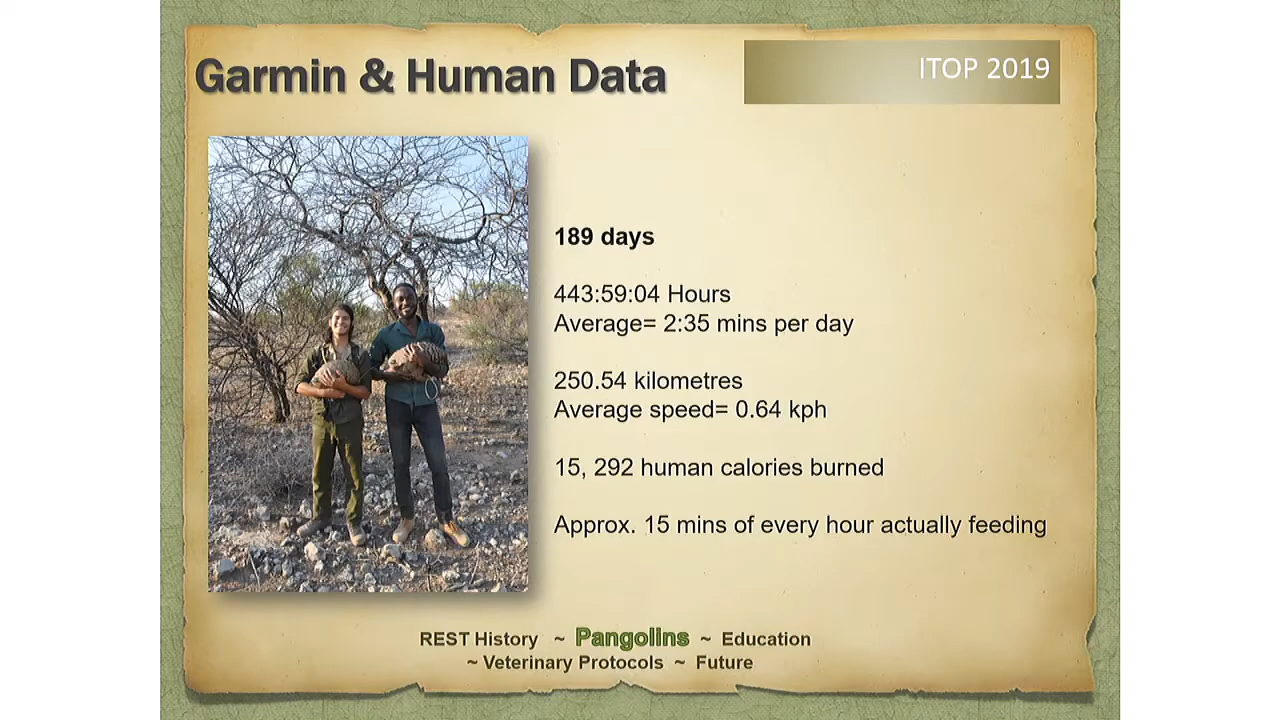 Garmin & Human Data
ITOP 2019
189 days
443:59:04 Hours
Average= 2:35 mins per day
250.54 kilometres
Average speed= 0.64 kph
15, 292 human calories burned
Approx. 15 mins of every hour actually feeding
REST History ~ Pangolins ~ Education
~ Veterinary Protocols ~ Future